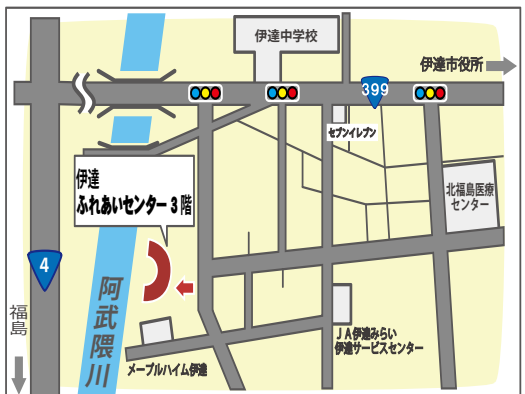 伊達中学校
伊達市役所
399
セブンイレブン
伊達
ふれあいセンター３階
北福島医療
センター
4
阿武隈川
福島
ＪＡ伊達みらい
伊達サービスセンター
メープルハイム伊達